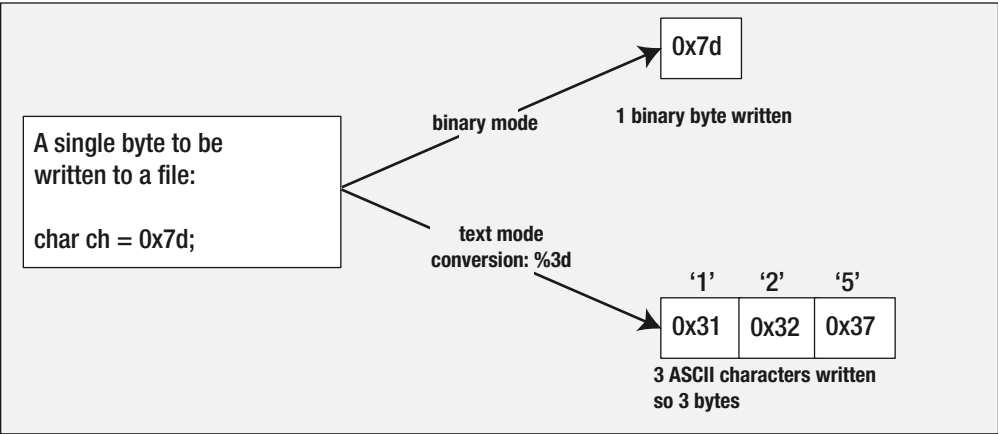 0x7d
1 binary byte written
binary mode
A single byte to be
written to a file:
char ch = 0x7d;
text mode
conversion: %3d
‘1’ ‘2’ ‘5’
0x31 0x32 0x37
3 ASCII characters written
so 3 bytes